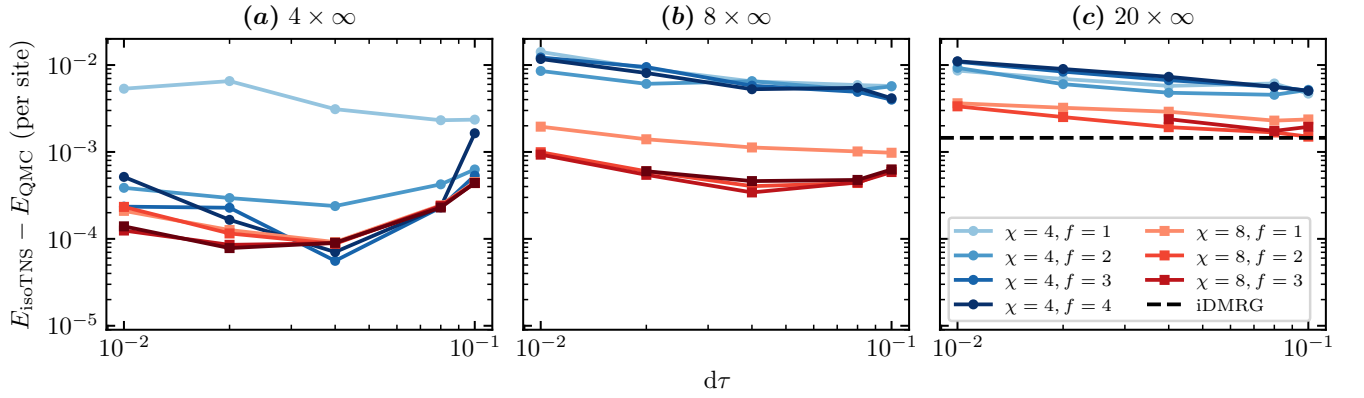 (a) 4 × ∞
(b) 8 × ∞
(c) 20 × ∞
E_isoTNS − E_QMC (per site)
10⁻²
10⁻³
10⁻⁴
10⁻⁵
10⁻² 10⁻¹
10⁻² 10⁻¹
10⁻² 10⁻¹
dτ
χ = 4, f = 1
χ = 4, f = 2
χ = 4, f = 3
χ = 4, f = 4
χ = 8, f = 1
χ = 8, f = 2
χ = 8, f = 3
iDMRG